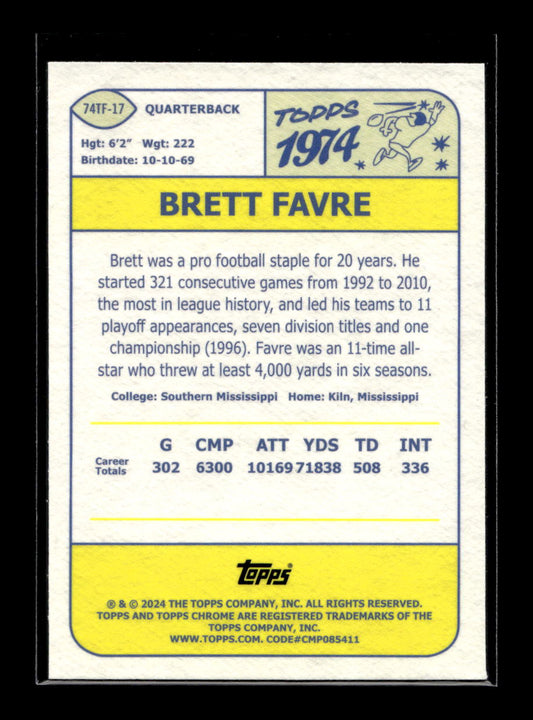 74TF-17
QUARTERBACK
Hgt: 6'2" Wgt: 222
Birthdate: 10-10-69
TOPPS
1974
BRETT FAVRE
Brett was a pro football staple for 20 years. He
started 321 consecutive games from 1992 to 2010,
the most in league history, and led his teams to 11
playoff appearances, seven division titles and one
championship (1996). Favre was an 11-time all-
star who threw at least 4,000 yards in six seasons.
College: Southern Mississippi Home: Kiln, Mississippi
G CMP ATT YDS TD INT
Career Totals 302 6300 10169 71838 508 336
Topps®
® & © 2024 THE TOPPS COMPANY, INC. ALL RIGHTS RESERVED.
TOPPS AND TOPPS CHROME ARE REGISTERED TRADEMARKS OF THE
TOPPS COMPANY, INC.
WWW.TOPPS.COM. CODE#CMP085411